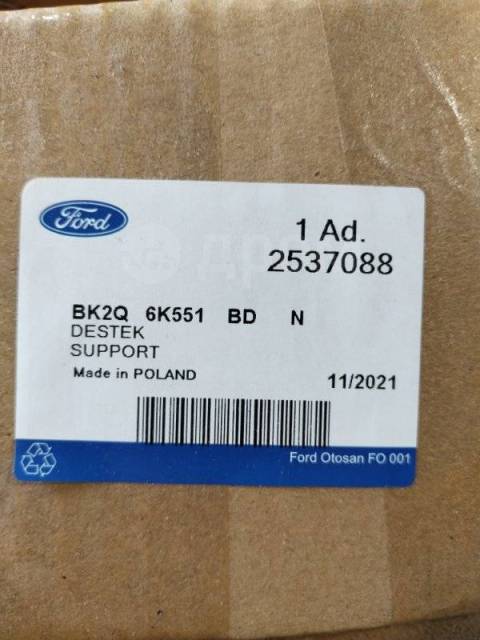 Ford
1 Ad.
2537088
BK2Q 6K551 BD N
DESTEK
SUPPORT
Made in POLAND
11/2021
Ford Otosan FO 001